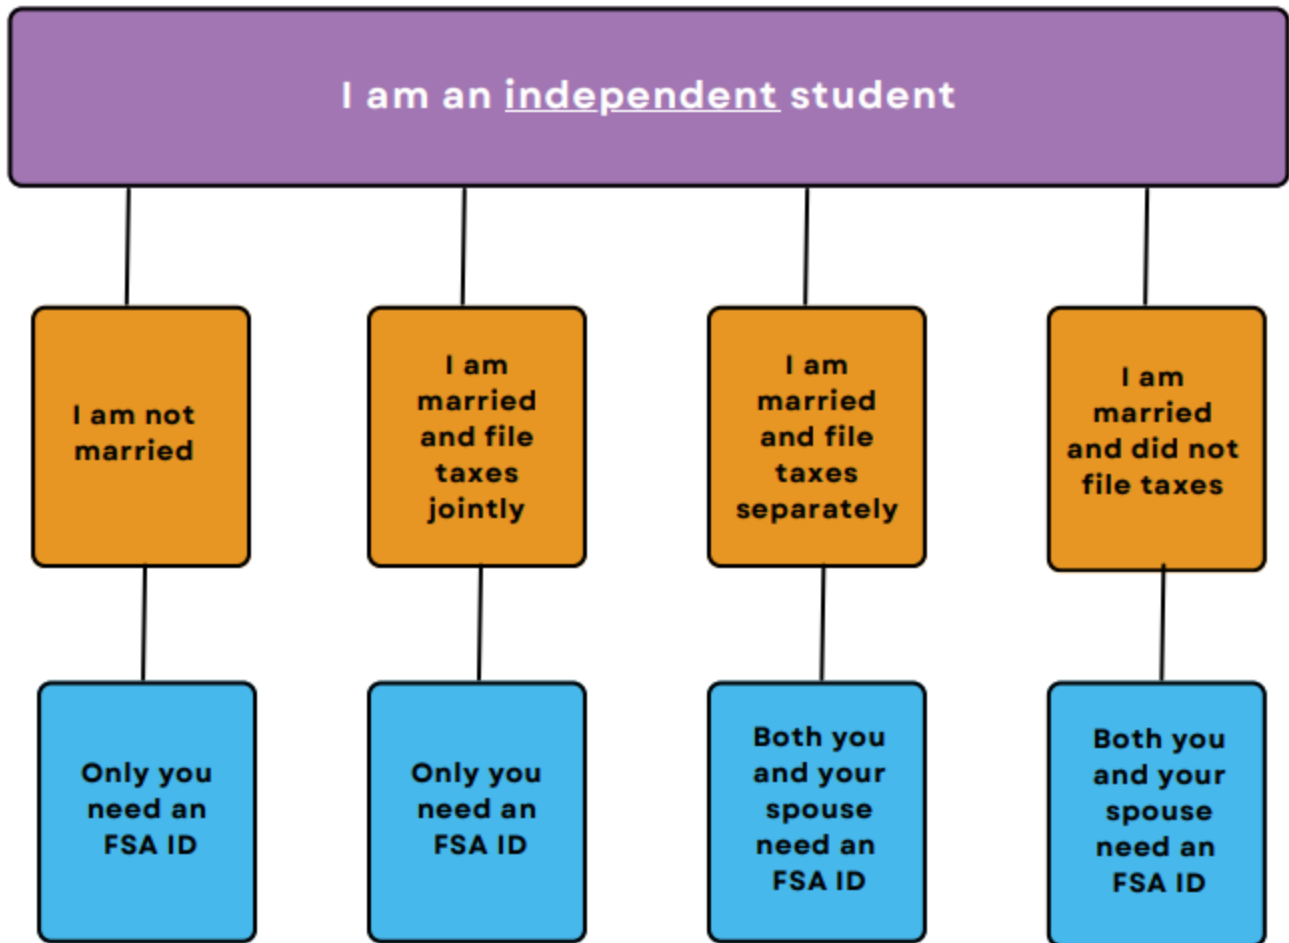 I am an independent student
I am not
married
I am
married
and file
taxes
jointly
I am
married
and file
taxes
separately
I am
married
and did not
file taxes
Only you
need an
FSA ID
Only you
need an
FSA ID
Both you
and your
spouse
need an
FSA ID
Both you
and your
spouse
need an
FSA ID